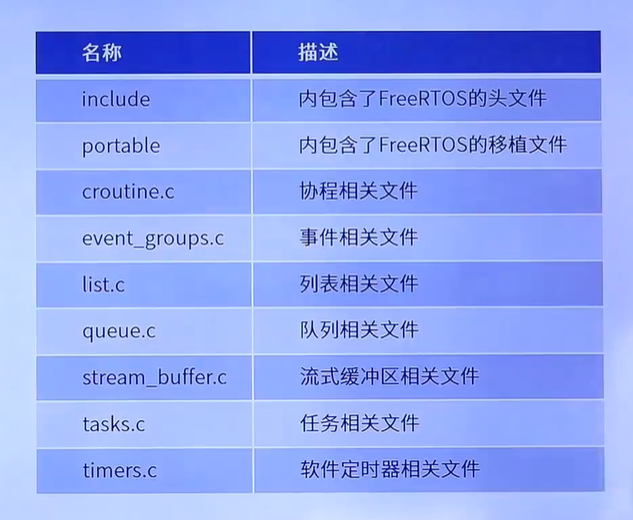 名称 描述
include 内包含了FreeRTOS的头文件
portable 内包含了FreeRTOS的移植文件
croutine.c 协程相关文件
event_groups.c 事件相关文件
list.c 列表相关文件
queue.c 队列相关文件
stream_buffer.c 流式缓冲区相关文件
tasks.c 任务相关文件
timers.c 软件定时器相关文件